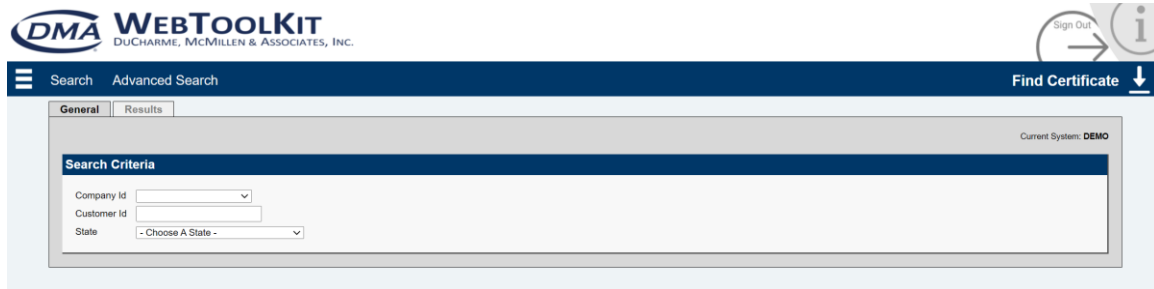 DMA WEBTOOLKIT
DUCHARME, MCMILLEN & ASSOCIATES, INC.
Sign Out
i
Search Advanced Search Find Certificate
General Results
Current System: DEMO
Search Criteria
Company Id
Customer Id
State - Choose A State -